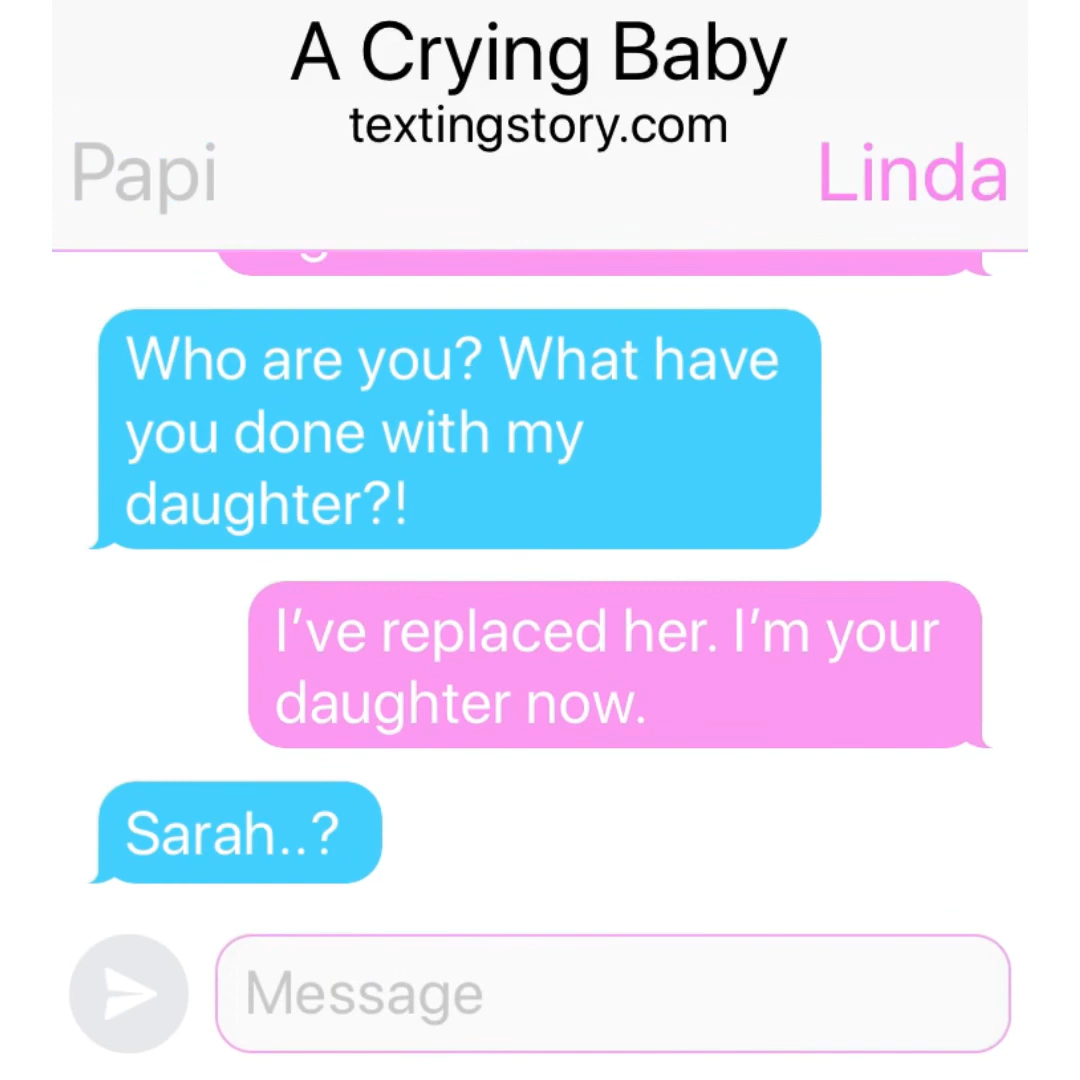 A Crying Baby
textingstory.com
Papi
Linda
Who are you? What have
you done with my
daughter?!
I’ve replaced her. I’m your
daughter now.
Sarah..?
Message